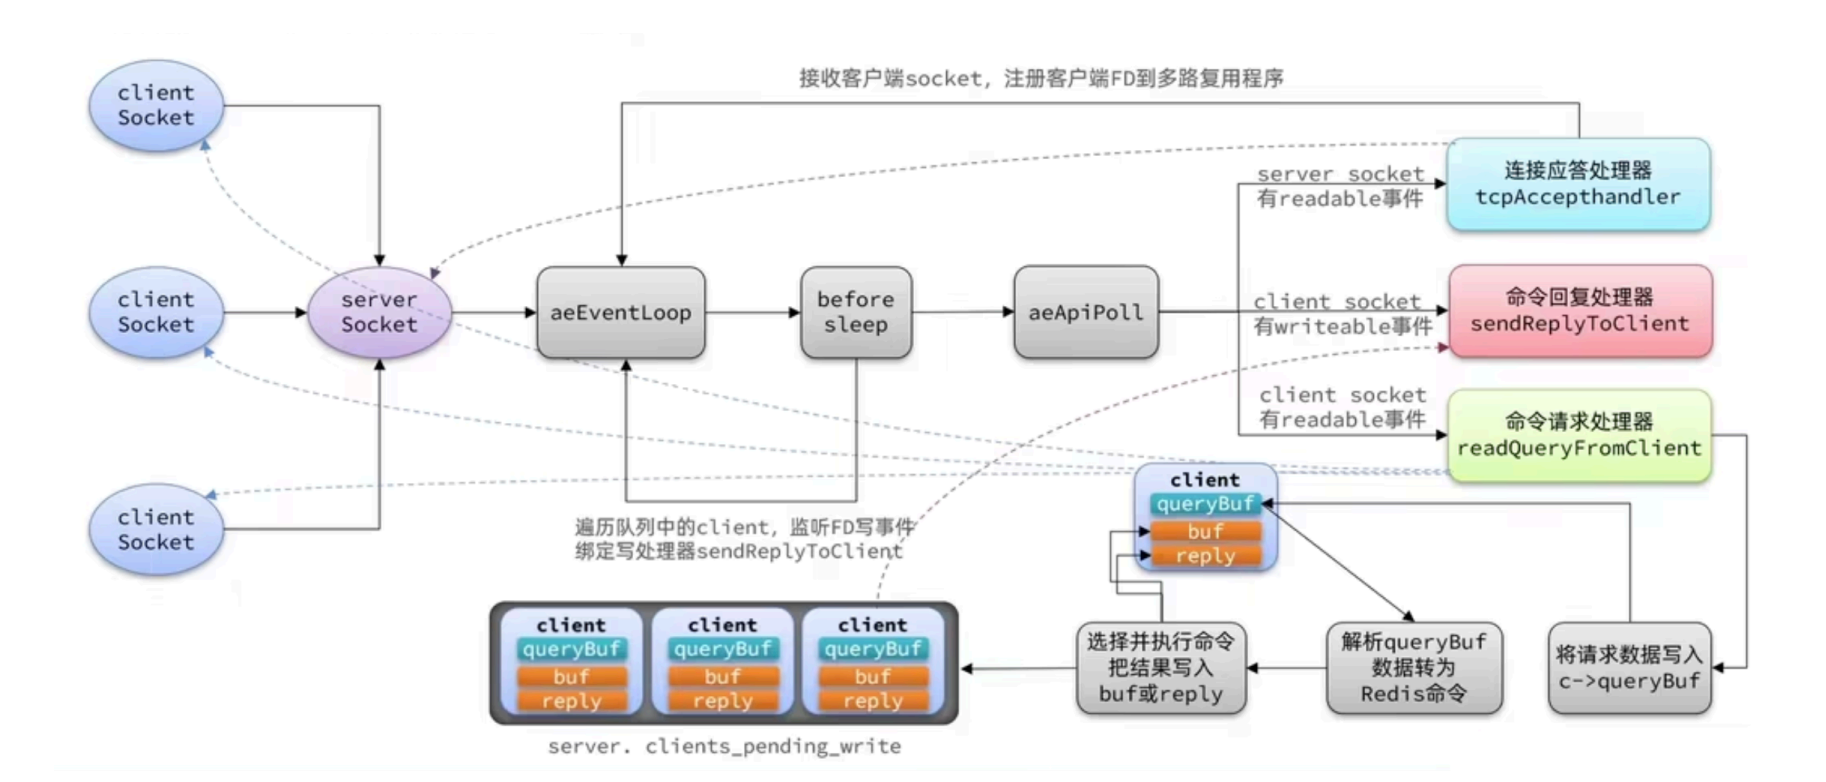 接收客户端socket，注册客户端FD到多路复用程序
client
Socket
连接应答处理器
tcpAccepthandler
server socket
有readable事件
client
Socket
server
Socket
aeEventLoop
before
sleep
aeApiPoll
client socket
有writeable事件
命令回复处理器
sendReplyToClient
client socket
有readable事件
命令请求处理器
readQueryFromClient
client
Socket
遍历队列中的client，监听FD写事件
绑定写处理器sendReplyToClient
client
queryBuf
buf
reply
client
queryBuf
buf
reply
client
queryBuf
buf
reply
client
queryBuf
buf
reply
server. clients_pending_write
选择并执行命令
把结果写入
buf或reply
解析queryBuf
数据转为
Redis命令
将请求数据写入
c->queryBuf